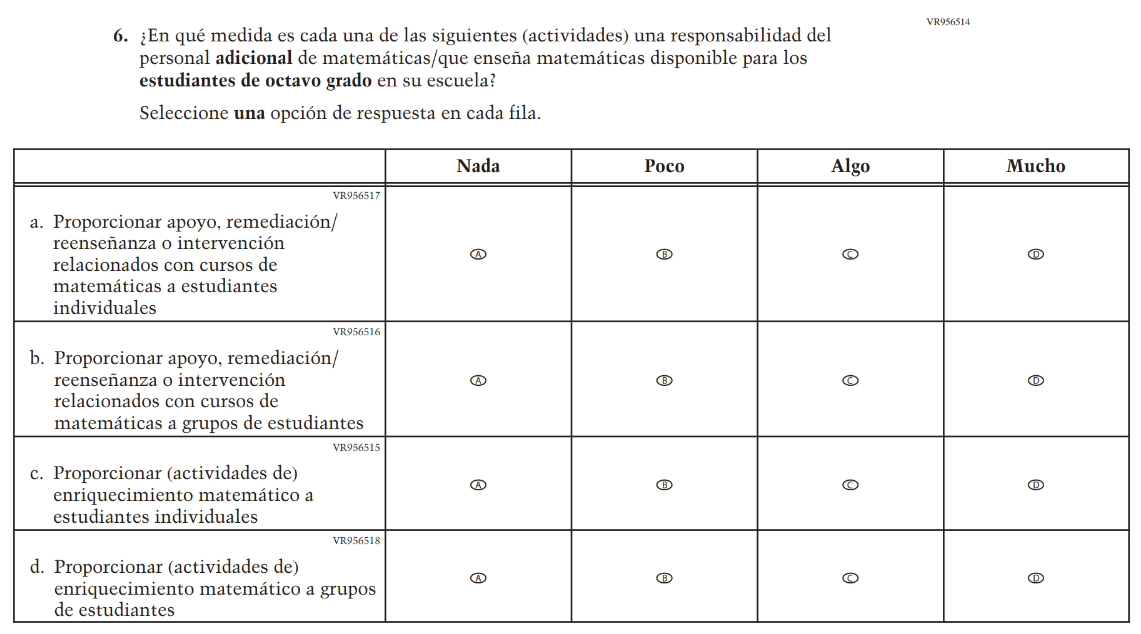 VR956514
6. ¿En qué medida es cada una de las siguientes (actividades) una responsabilidad del
personal adicional de matemáticas/que enseña matemáticas disponible para los
estudiantes de octavo grado en su escuela?
Seleccione una opción de respuesta en cada fila.
Nada Poco Algo Mucho
VR956517
a. Proporcionar apoyo, remediación/
reenseñanza o intervención
relacionados con cursos de
matemáticas a estudiantes
individuales
A B C D
VR956516
b. Proporcionar apoyo, remediación/
reenseñanza o intervención
relacionados con cursos de
matemáticas a grupos de estudiantes
A B C D
VR956515
c. Proporcionar (actividades de)
enriquecimiento matemático a
estudiantes individuales
A B C D
VR956518
d. Proporcionar (actividades de)
enriquecimiento matemático a grupos
de estudiantes
A B C D